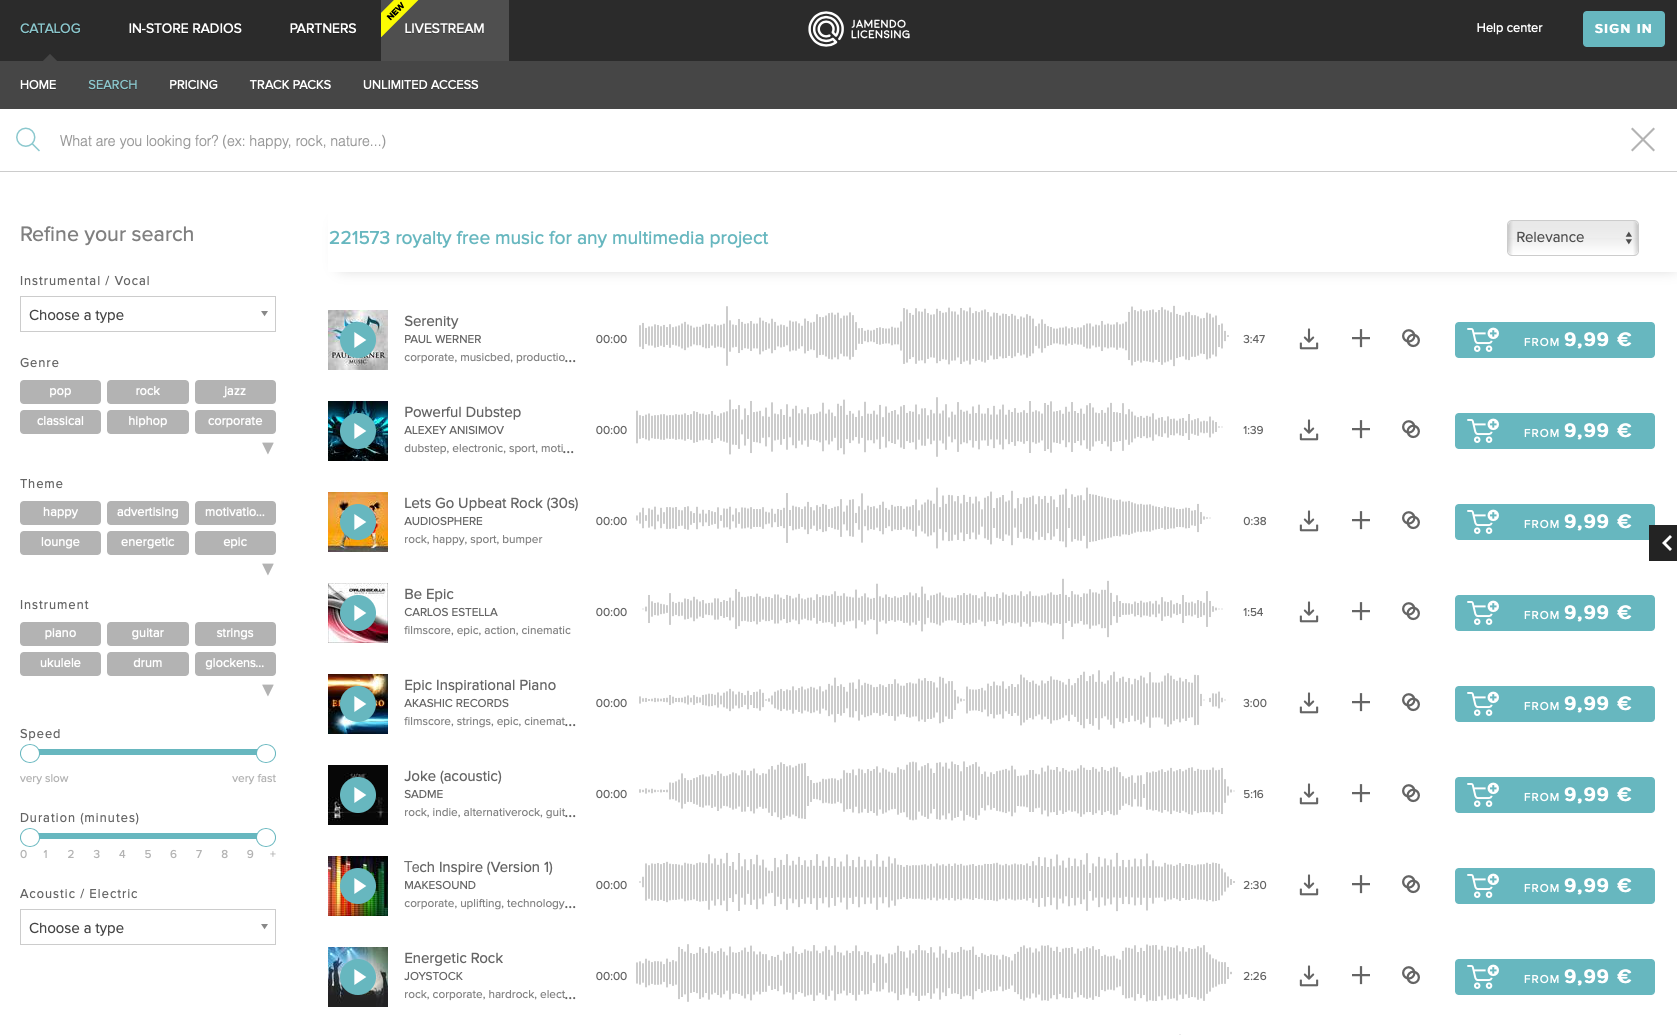 CATALOG IN-STORE RADIOS PARTNERS NEW LIVESTREAM JAMENDO LICENSING Help center SIGN IN
HOME SEARCH PRICING TRACK PACKS UNLIMITED ACCESS
What are you looking for? (ex: happy, rock, nature...)
Refine your search
Instrumental / Vocal
Choose a type
Genre
pop rock jazz
classical hiphop corporate
Theme
happy advertising motivatio...
lounge energetic epic
Instrument
piano guitar strings
ukulele drum glockens...
Speed
very slow very fast
Duration (minutes)
0 1 2 3 4 5 6 7 8 9 +
Acoustic / Electric
Choose a type
221573 royalty free music for any multimedia project
Relevance
Serenity
PAUL WERNER
corporate, musicbed, productio...
00:00 3:47 FROM 9,99 €
Powerful Dubstep
ALEXEY ANISIMOV
dubstep, electronic, sport, moti...
00:00 1:39 FROM 9,99 €
Lets Go Upbeat Rock (30s)
AUDIOSPHERE
rock, happy, sport, bumper
00:00 0:38 FROM 9,99 €
CARLOS ESTELLA
Be Epic
CARLOS ESTELLA
filmscore, epic, action, cinematic
00:00 1:54 FROM 9,99 €
Epic Inspirational Piano
AKASHIC RECORDS
filmscore, strings, epic, cinemat...
00:00 3:00 FROM 9,99 €
Joke (acoustic)
SADME
rock, indie, alternativerock, guit...
00:00 5:16 FROM 9,99 €
Tech Inspire (Version 1)
MAKESOUND
corporate, uplifting, technology...
00:00 2:30 FROM 9,99 €
Energetic Rock
JOYSTOCK
rock, corporate, hardrock, elect...
00:00 2:26 FROM 9,99 €